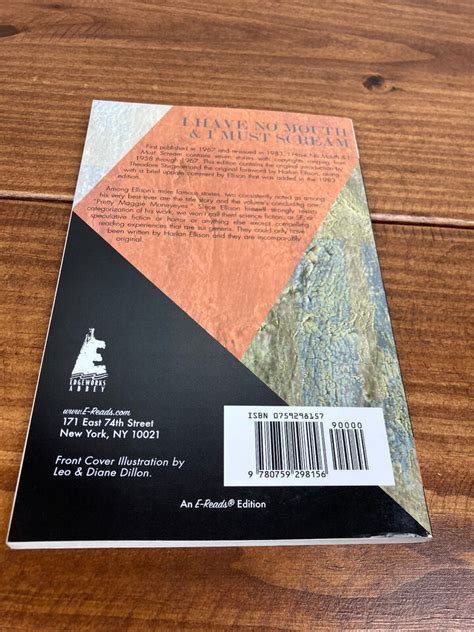 I HAVE NO MOUTH
& I MUST SCREAM
First published in 1967 and reissued in 1983, I Have No Mouth & I
Must Scream contains seven stories with copyrights ranging from
1958 through 1967. This edition contains the original introduction by
Theodore Sturgeon and the original foreword by Harlan Ellison, along
with a brief update comment by Ellison that was added in the 1983
edition.
Among Ellison's more famous stories, two consistently noted as among
his very best ever are the title story and the volume's concluding one,
"Pretty Maggie Moneyeyes." Since Ellison himself strongly resists
categorization of his work, we won't call them science fiction, or SF, or
speculative fiction or horror or anything else except compelling
reading experiences that are sui generis. They could only have
been written by Harlan Ellison and they are incomparably
original.
EDGEWORKS
ABBEY
www.E-Reads.com
171 East 74th Street
New York, NY 10021
Front Cover Illustration by
Leo & Diane Dillon.
ISBN 0759298157
90000
9 780759 298156
An E-Reads® Edition